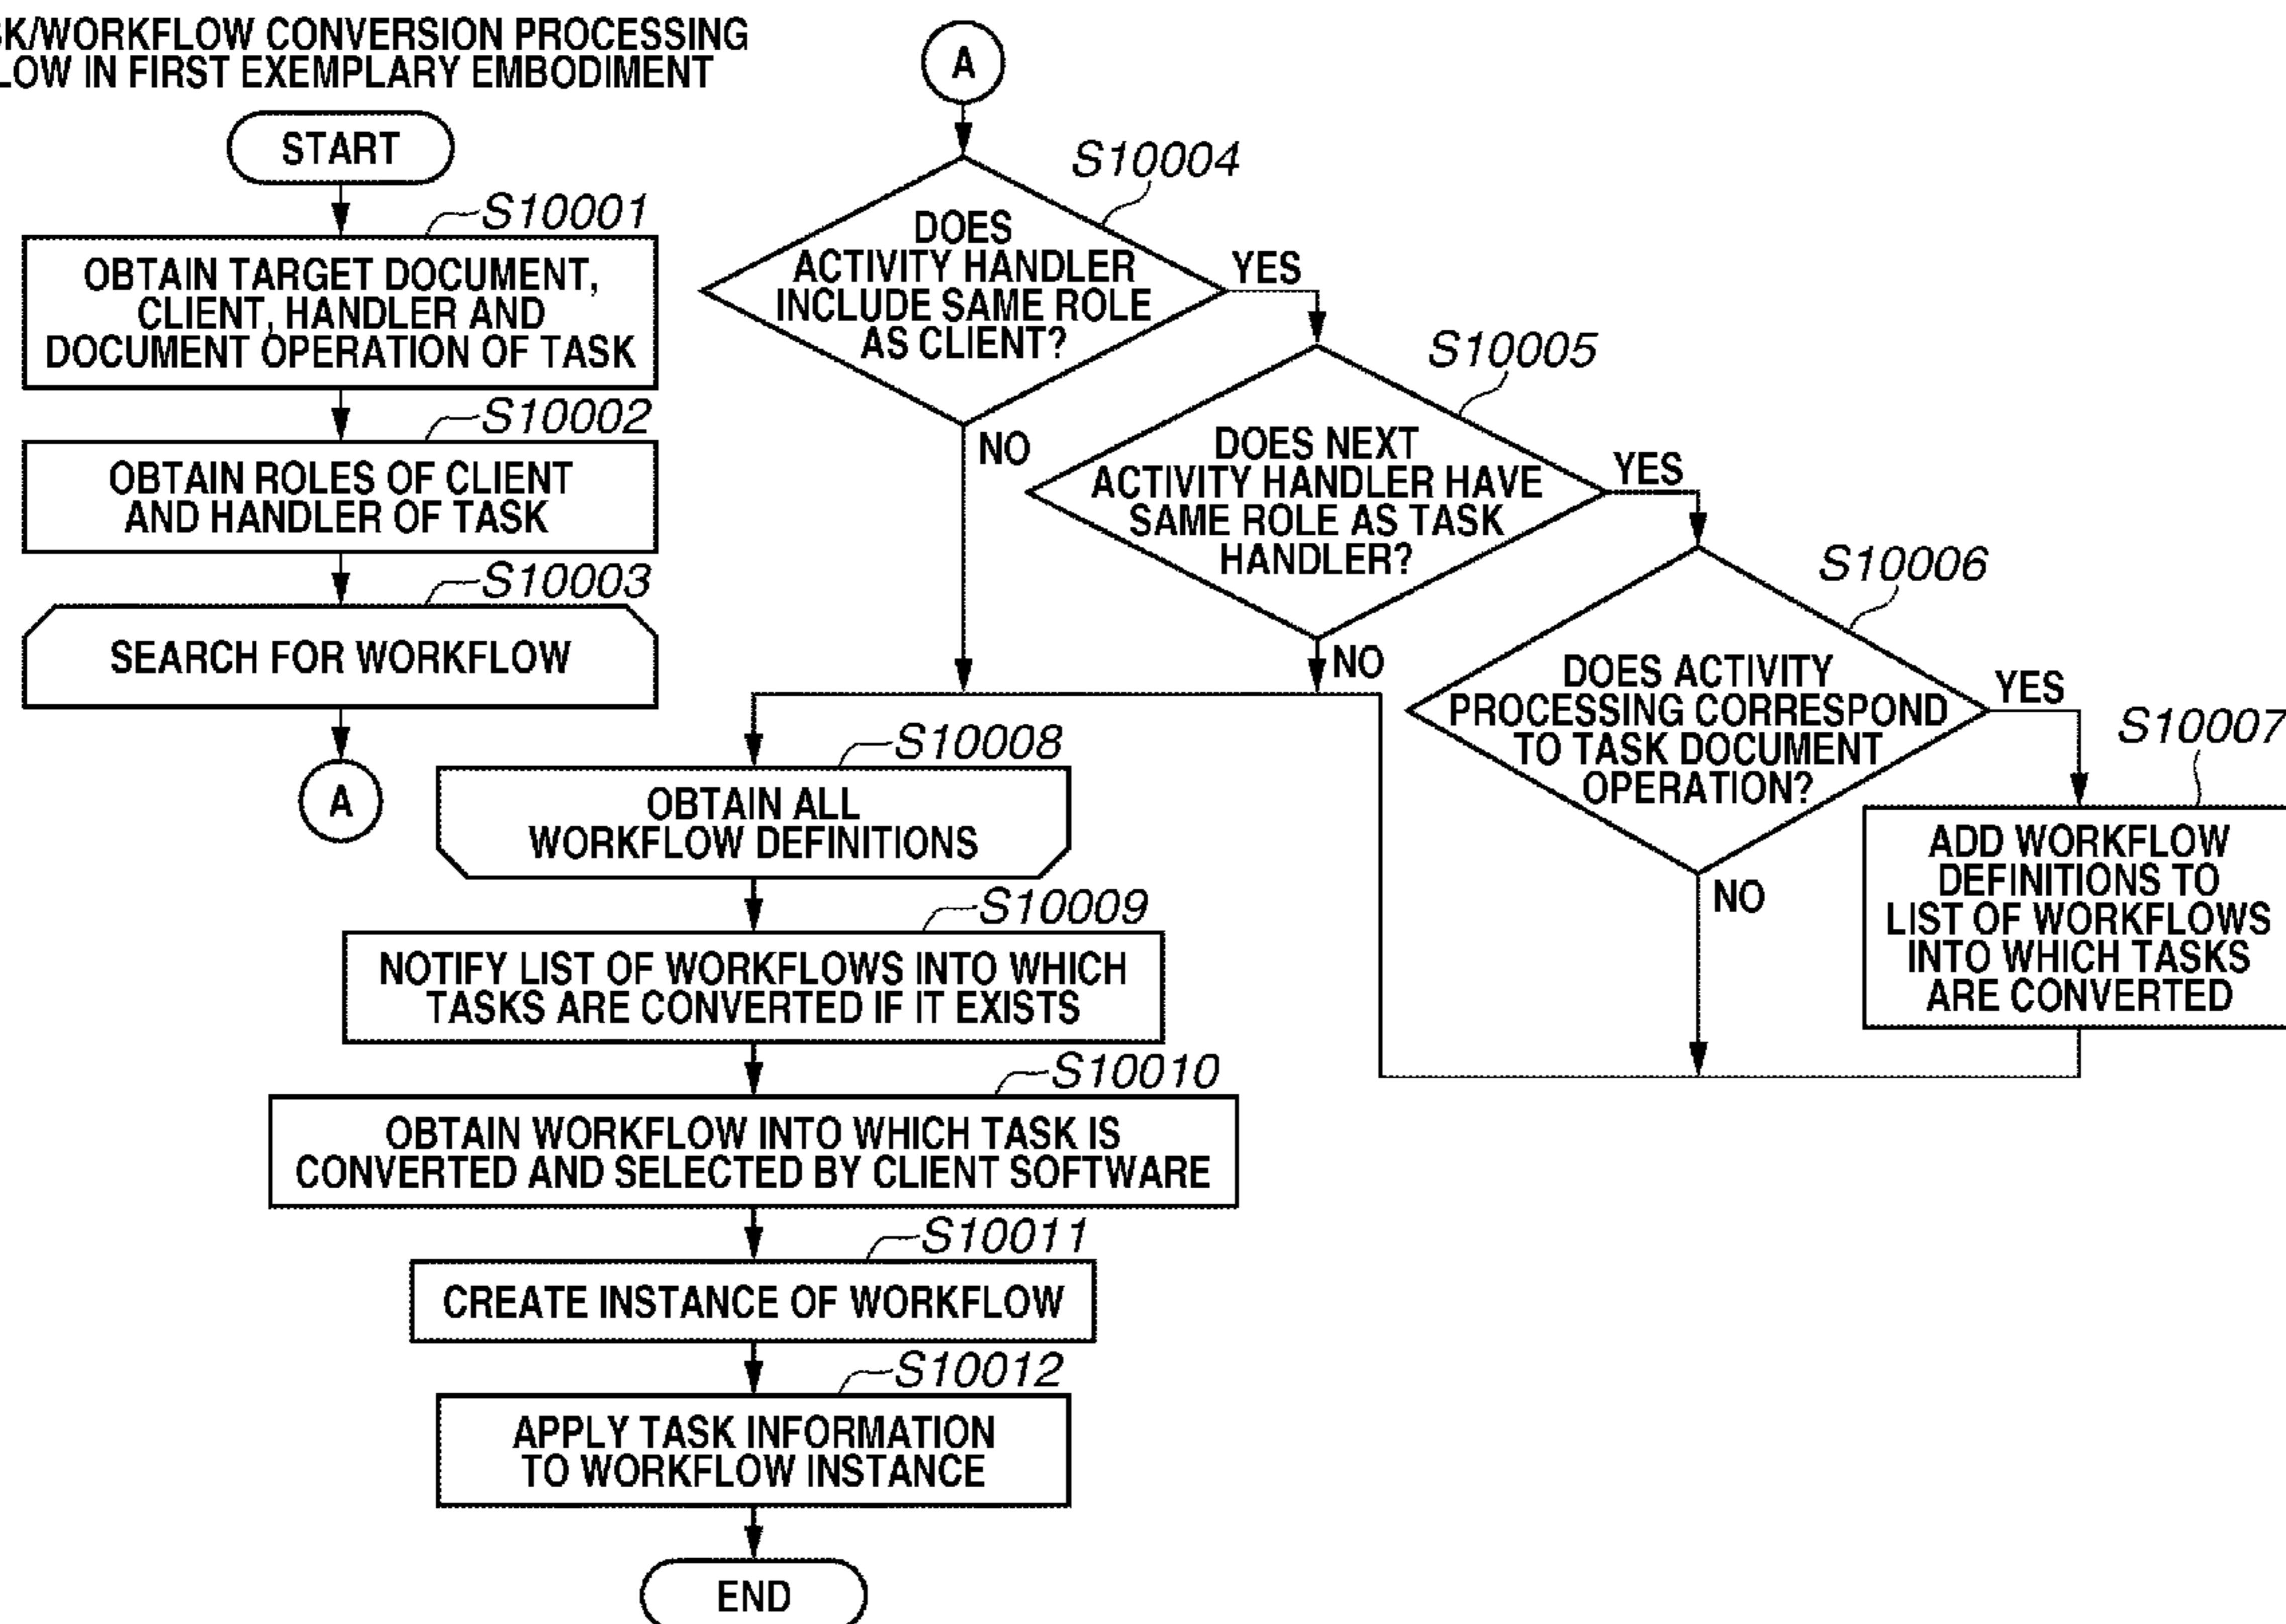 WORKFLOW CONVERSION PROCESSING
IN FIRST EXEMPLARY EMBODIMENT
START
S10001
OBTAIN TARGET DOCUMENT,
CLIENT, HANDLER AND
DOCUMENT OPERATION OF TASK
S10002
OBTAIN ROLES OF CLIENT
AND HANDLER OF TASK
S10003
SEARCH FOR WORKFLOW
A
A
S10004
DOES
ACTIVITY HANDLER
INCLUDE SAME ROLE
AS CLIENT?
YES
NO
S10005
DOES NEXT
ACTIVITY HANDLER HAVE
SAME ROLE AS TASK
HANDLER?
YES
NO
S10006
DOES ACTIVITY
PROCESSING CORRESPOND
TO TASK DOCUMENT
OPERATION?
YES
NO
S10007
ADD WORKFLOW
DEFINITIONS TO
LIST OF WORKFLOWS
INTO WHICH TASKS
ARE CONVERTED
S10008
OBTAIN ALL
WORKFLOW DEFINITIONS
S10009
NOTIFY LIST OF WORKFLOWS INTO WHICH
TASKS ARE CONVERTED IF IT EXISTS
S10010
OBTAIN WORKFLOW INTO WHICH TASK IS
CONVERTED AND SELECTED BY CLIENT SOFTWARE
S10011
CREATE INSTANCE OF WORKFLOW
S10012
APPLY TASK INFORMATION
TO WORKFLOW INSTANCE
END